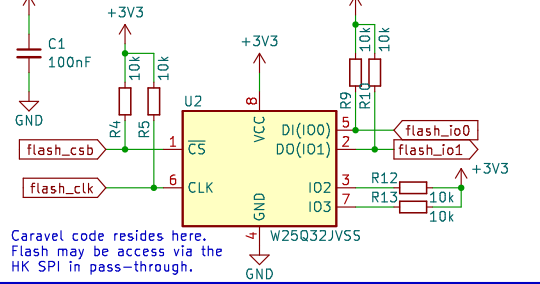 +3V3
C1
100nF
GND
10k
10k
R4
R5
+3V3
U2
8
VCC
10k
10k
R9
R10
flash_csb
1
CS
DI(IO0)
5
flash_io0
DO(IO1)
2
flash_io1
flash_clk
6
CLK
IO2
3
R12
10k
+3V3
IO3
7
R13
10k
GND
4
W25Q32JVSS
GND
Caravel code resides here.
Flash may be access via the
HK SPI in pass-through.